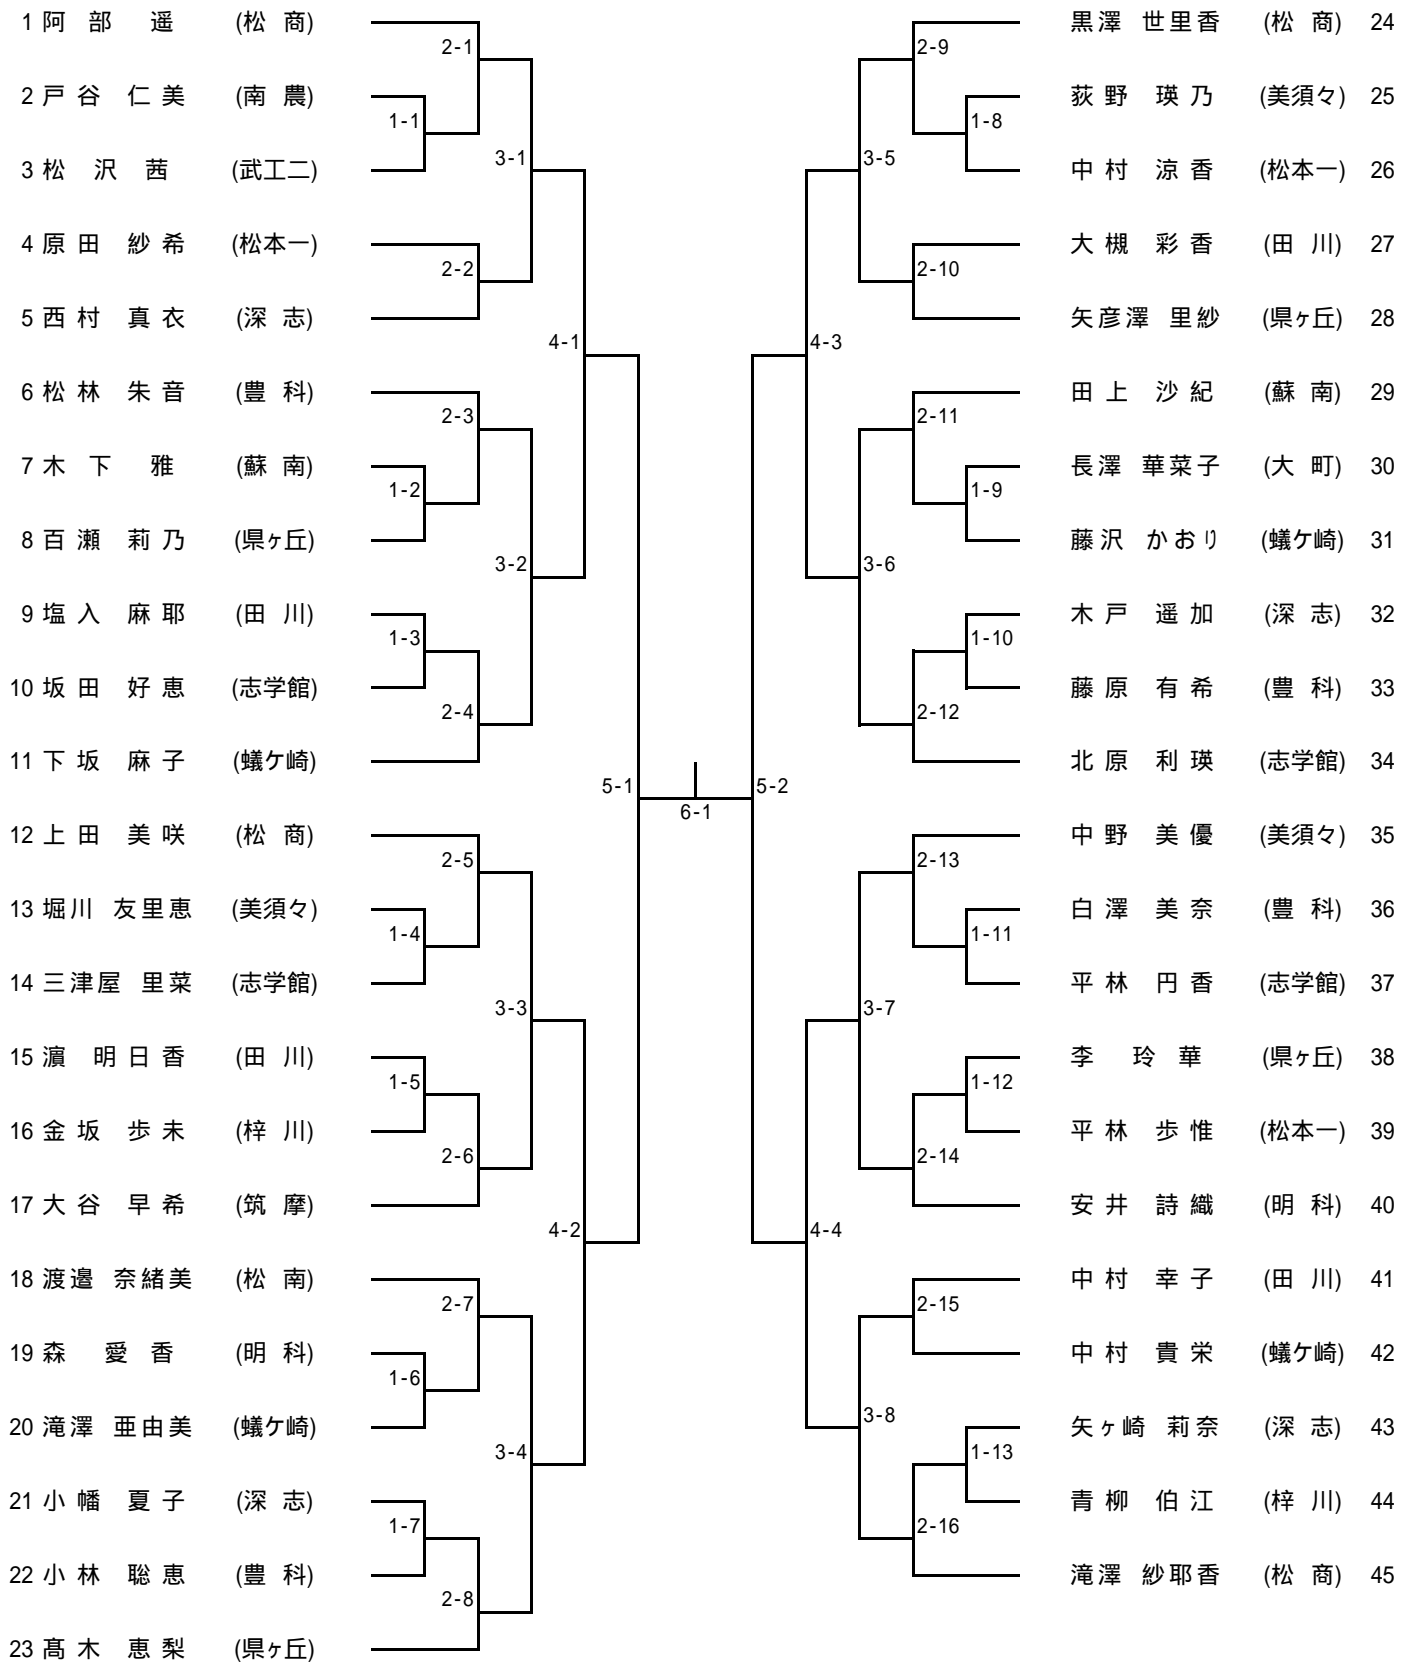 1 阿部 遥 (松商)
2-1
2 戸谷 仁美 (南農)
1-1
3 松沢 茜 (武工二)
3-1
4 原田 紗希 (松本一)
2-2
5 西村 真衣 (深志)
4-1
6 松林 朱音 (豊科)
2-3
7 木下 雅 (蘇南)
1-2
8 百瀬 莉乃 (県ヶ丘)
3-2
9 塩入 麻耶 (田川)
1-3
10 坂田 好恵 (志学館)
2-4
11 下坂 麻子 (蟻ケ崎)
5-1
12 上田 美咲 (松商)
2-5
13 堀川 友里恵 (美須々)
1-4
14 三津屋 里菜 (志学館)
3-3
15 濵 明日香 (田川)
1-5
16 金坂 歩未 (梓川)
2-6
17 大谷 早希 (筑摩)
4-2
18 渡邉 奈緒美 (松南)
2-7
19 森 愛香 (明科)
1-6
20 滝澤 亜由美 (蟻ケ崎)
3-4
21 小幡 夏子 (深志)
1-7
22 小林 聡恵 (豊科)
2-8
23 髙木 恵梨 (県ヶ丘)
6-1
黒澤 世里香 (松商) 24
2-9
荻野 瑛乃 (美須々) 25
1-8
中村 涼香 (松本一) 26
3-5
大槻 彩香 (田川) 27
2-10
矢彦澤 里紗 (県ヶ丘) 28
4-3
田上 沙紀 (蘇南) 29
2-11
長澤 華菜子 (大町) 30
1-9
藤沢 かおり (蟻ケ崎) 31
3-6
木戸 遥加 (深志) 32
1-10
藤原 有希 (豊科) 33
2-12
北原 利瑛 (志学館) 34
5-2
中野 美優 (美須々) 35
2-13
白澤 美奈 (豊科) 36
1-11
平林 円香 (志学館) 37
3-7
李 玲華 (県ヶ丘) 38
1-12
平林 歩惟 (松本一) 39
2-14
安井 詩織 (明科) 40
4-4
中村 幸子 (田川) 41
2-15
中村 貴栄 (蟻ケ崎) 42
3-8
矢ヶ崎 莉奈 (深志) 43
1-13
青柳 伯江 (梓川) 44
2-16
滝澤 紗耶香 (松商) 45